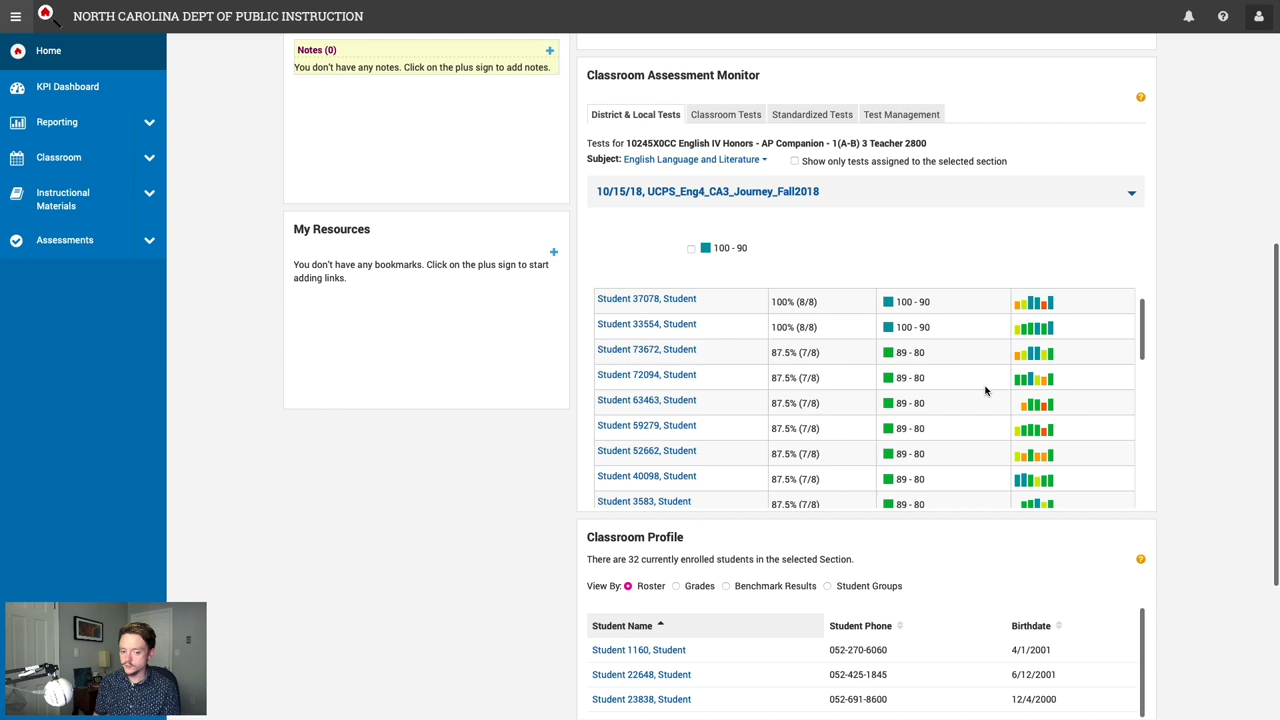 NORTH CAROLINA DEPT OF PUBLIC INSTRUCTION
Home
KPI Dashboard
Reporting
Classroom
Instructional
Materials
Assessments
Notes (0)
You don't have any notes. Click on the plus sign to add notes.
My Resources
You don't have any bookmarks. Click on the plus sign to start
adding links.
Classroom Assessment Monitor
District & Local Tests Classroom Tests Standardized Tests Test Management
Tests for 10245X0CC English IV Honors - AP Companion - 1(A-B) 3 Teacher 2800
Subject: English Language and Literature Show only tests assigned to the selected section
10/15/18, UCPS_Eng4_CA3_Journey_Fall2018
100 - 90
Student 37078, Student 100% (8/8) 100 - 90
Student 33554, Student 100% (8/8) 100 - 90
Student 73672, Student 87.5% (7/8) 89 - 80
Student 72094, Student 87.5% (7/8) 89 - 80
Student 63463, Student 87.5% (7/8) 89 - 80
Student 59279, Student 87.5% (7/8) 89 - 80
Student 52662, Student 87.5% (7/8) 89 - 80
Student 40098, Student 87.5% (7/8) 89 - 80
Student 3583, Student 87.5% (7/8) 89 - 80
Classroom Profile
There are 32 currently enrolled students in the selected Section.
View By: Roster Grades Benchmark Results Student Groups
Student Name Student Phone Birthdate
Student 1160, Student 052-270-6060 4/1/2001
Student 22648, Student 052-425-1845 6/12/2001
Student 23838, Student 052-691-8600 12/4/2000